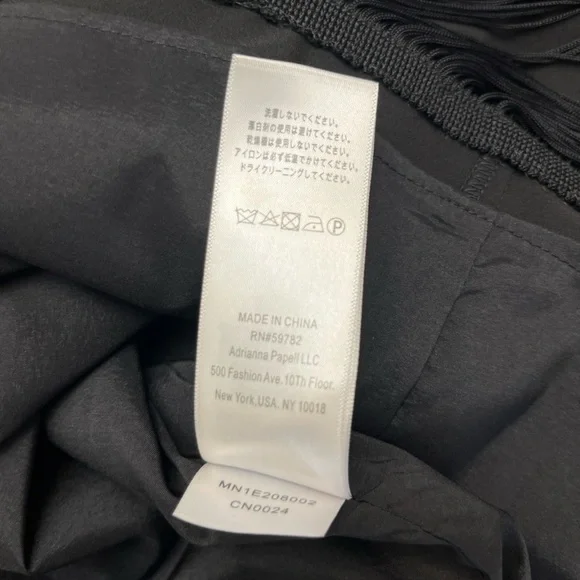 洗濯しないでください。
漂白剤の使用は避けてください。
乾燥機は使用しないでください。
アイロンは必ず低温でかけてください。
ドライクリーニングしてください。
P
MADE IN CHINA
RN#59782
Adrianna Papell LLC
500 Fashion Ave. 10Th Floor,
New York, USA, NY 10018
MN1E206002
CN0024